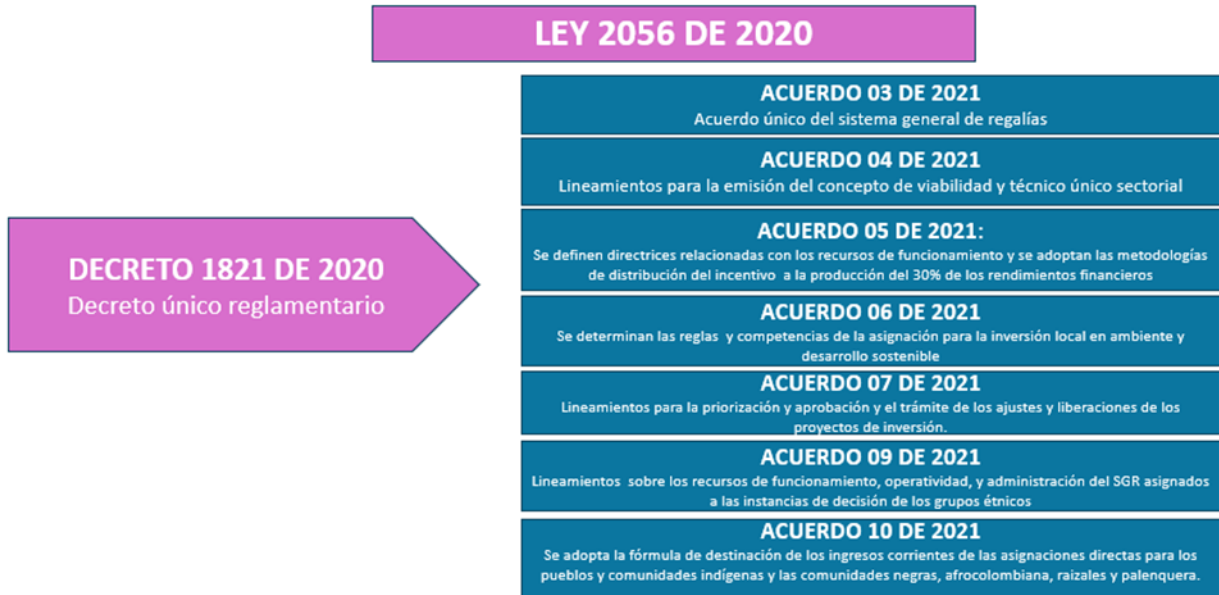 LEY 2056 DE 2020
DECRETO 1821 DE 2020
Decreto único reglamentario
ACUERDO 03 DE 2021
Acuerdo único del sistema general de regalías
ACUERDO 04 DE 2021
Lineamientos para la emisión del concepto de viabilidad y técnico único sectorial
ACUERDO 05 DE 2021:
Se definen directrices relacionadas con los recursos de funcionamiento y se adoptan las metodologías
de distribución del incentivo a la producción del 30% de los rendimientos financieros
ACUERDO 06 DE 2021
Se determinan las reglas y competencias de la asignación para la inversión local en ambiente y
desarrollo sostenible
ACUERDO 07 DE 2021
Lineamientos para la priorización y aprobación y el trámite de los ajustes y liberaciones de los
proyectos de inversión.
ACUERDO 09 DE 2021
Lineamientos sobre los recursos de funcionamiento, operatividad, y administración del SGR asignados
a las instancias de decisión de los grupos étnicos
ACUERDO 10 DE 2021
Se adopta la fórmula de destinación de los ingresos corrientes de las asignaciones directas para los
pueblos y comunidades indígenas y las comunidades negras, afrocolombiana, raizales y palenquera.